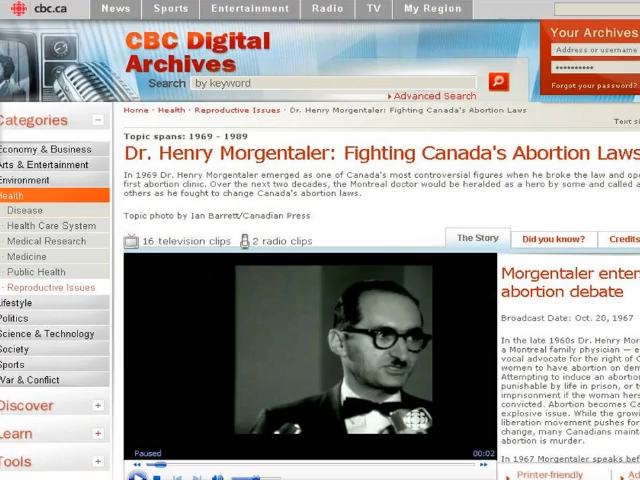 cbc.ca News Sports Entertainment Radio TV My Region
CBC Digital
Archives
Search by keyword
Advanced Search
Your Archives
Address or username
••••••••••
Forgot your password?
Home · Health · Reproductive Issues · Dr. Henry Morgentaler: Fighting Canada's Abortion Laws
Text si
Categories
Economy & Business
Arts & Entertainment
Environment
Health
· Disease
· Health Care System
· Medical Research
· Medicine
· Public Health
· Reproductive Issues
Lifestyle
Politics
Science & Technology
Society
Sports
War & Conflict
Discover
Learn
Tools
Topic spans: 1969 - 1989
Dr. Henry Morgentaler: Fighting Canada's Abortion Laws
In 1969 Dr. Henry Morgentaler emerged as one of Canada's most controversial figures when he broke the law and ope
first abortion clinic. Over the next two decades, the Montreal doctor would be heralded as a hero by some and called a
others as he fought to change Canada's abortion laws.
Topic photo by Ian Barrett/Canadian Press
16 television clips 2 radio clips
The Story Did you know? Credits
Paused 00:02
Morgentaler enter
abortion debate
Broadcast Date: Oct. 20, 1967
In the late 1960s Dr. Henry Mor
a Montreal family physician — e
vocal advocate for the right of C
women to have abortion on dem
Attempting to induce an abortio
punishable by life in prison, or t
imprisonment if the woman hers
convicted. Abortion becomes Ca
explosive issue. While the growi
liberation movement pushes for
change, many Canadians maint
abortion is murder.
In 1967 Morgentaler speaks bef
Printer-friendly Ad